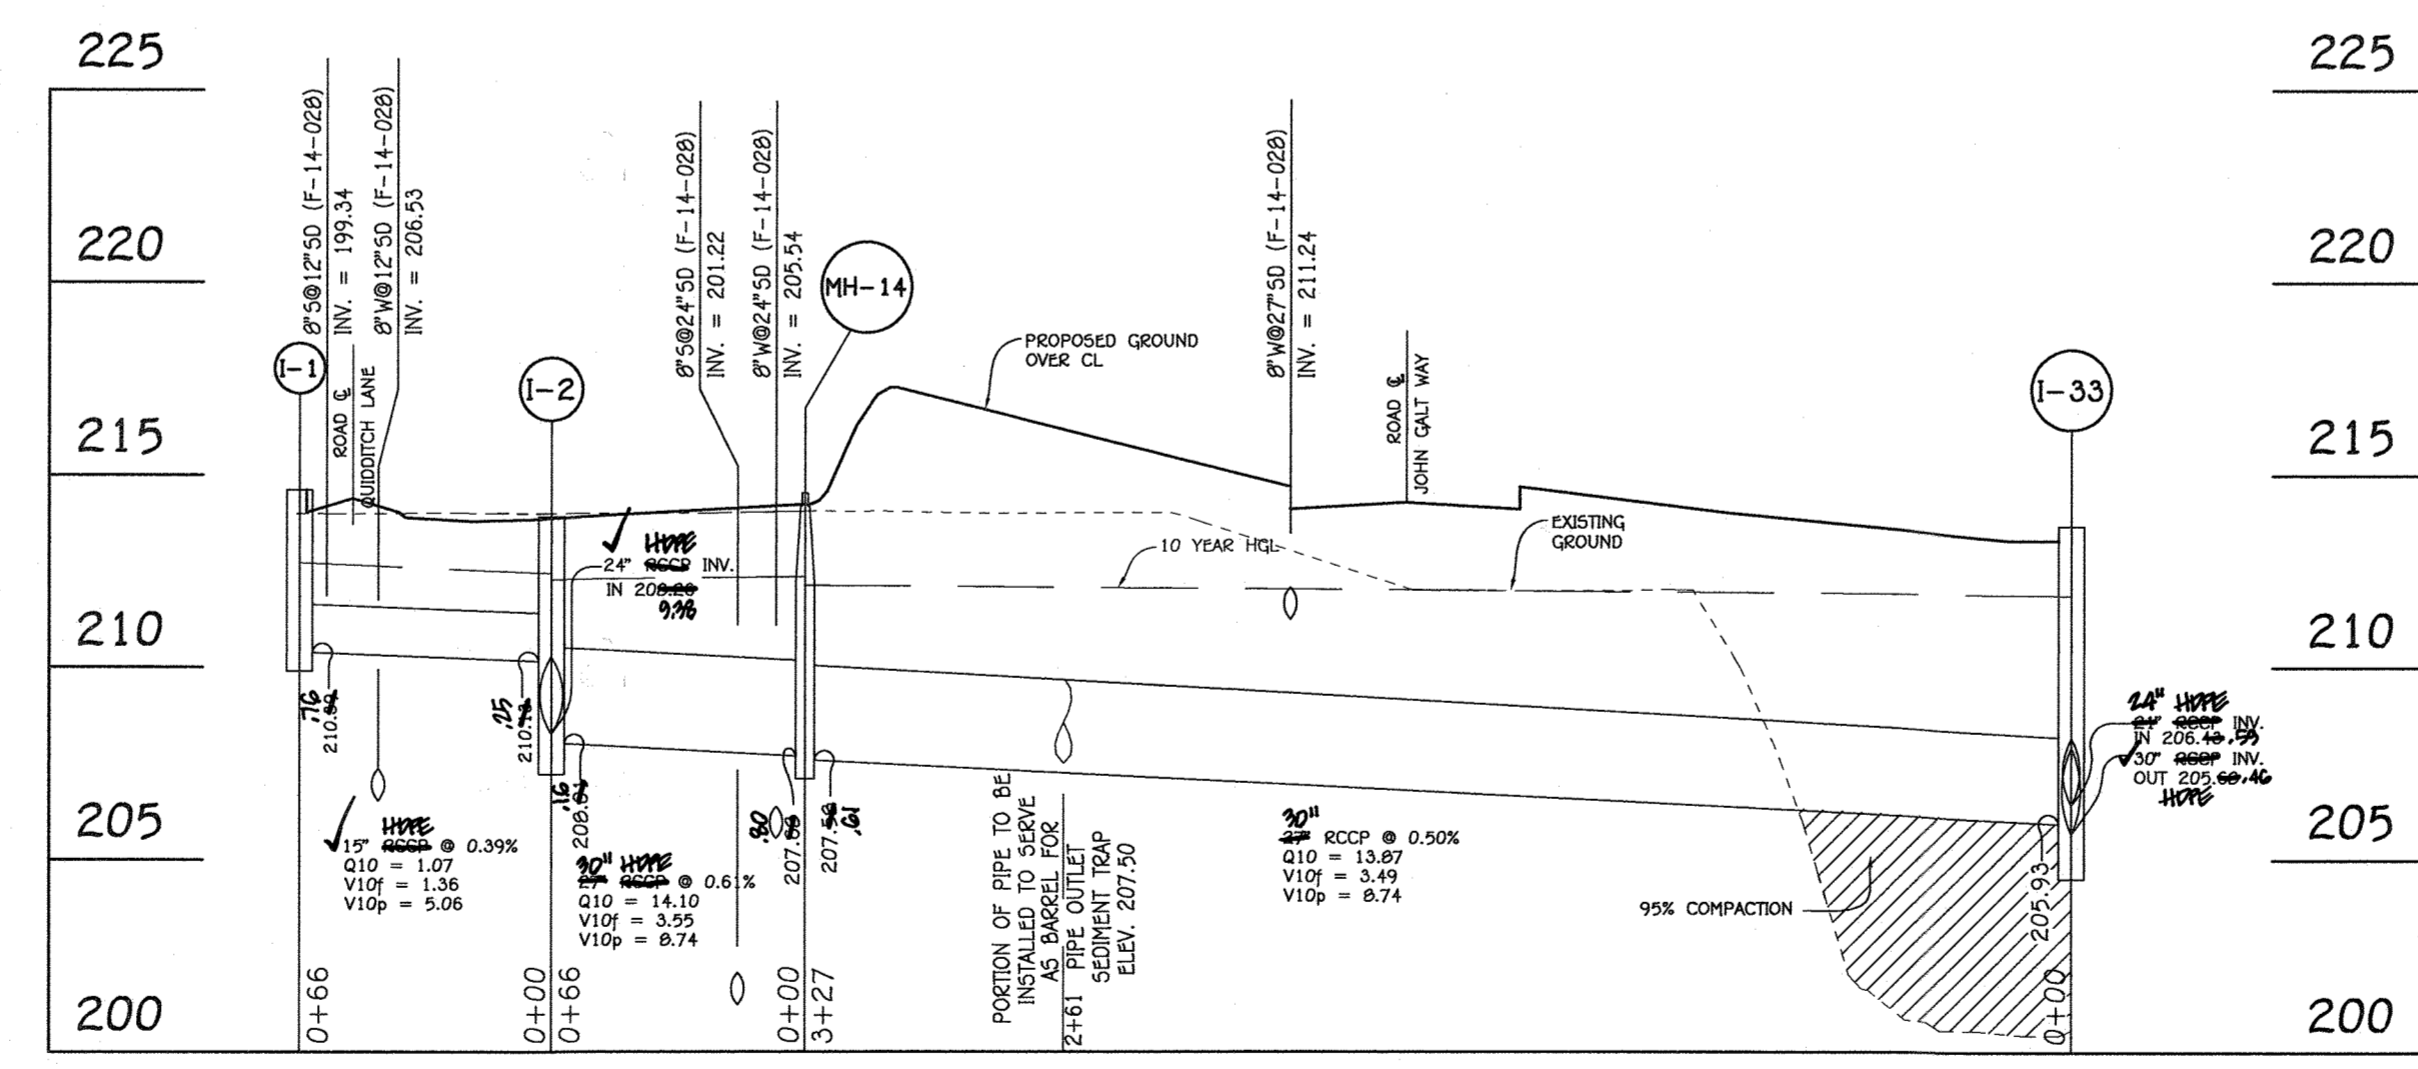 225
220
215
210
205
200
8"S@12"SD (F-14-028)
INV. = 199.34
8"W@12"SD (F-14-028)
INV. = 206.53
I-1
ROAD ℄
QUIDDITCH LANE
I-2
8"S@24"SD (F-14-028)
INV. = 201.22
8"W@24"SD (F-14-028)
INV. = 205.54
MH-14
PROPOSED GROUND
OVER CL
8"W@27"SD (F-14-028)
INV. = 211.24
ROAD ℄
JOHN GALT WAY
I-33
HDPE
24" RCCP INV.
IN 208.28
9.38
10 YEAR HGL
EXISTING
GROUND
.76
210.
.25
210.
.16
208.
.80
207.
207.
.61
HDPE
15" RCCP @ 0.39%
Q10 = 1.07
V10f = 1.36
V10p = 5.06
30" HDPE
27" RCCP @ 0.61%
Q10 = 14.10
V10f = 3.55
V10p = 8.74
PORTION OF PIPE TO BE
INSTALLED TO SERVE
AS BARREL FOR
PIPE OUTLET
SEDIMENT TRAP
ELEV. 207.50
30"
27" RCCP @ 0.50%
Q10 = 13.87
V10f = 3.49
V10p = 8.74
95% COMPACTION
205.93
24" HDPE
RCCP INV.
IN 206.43 .59
30" RCCP INV.
OUT 205.68 .46
HDPE
0+66
0+00
0+66
0+00
3+27
2+61
0+00
225
220
215
210
205
200